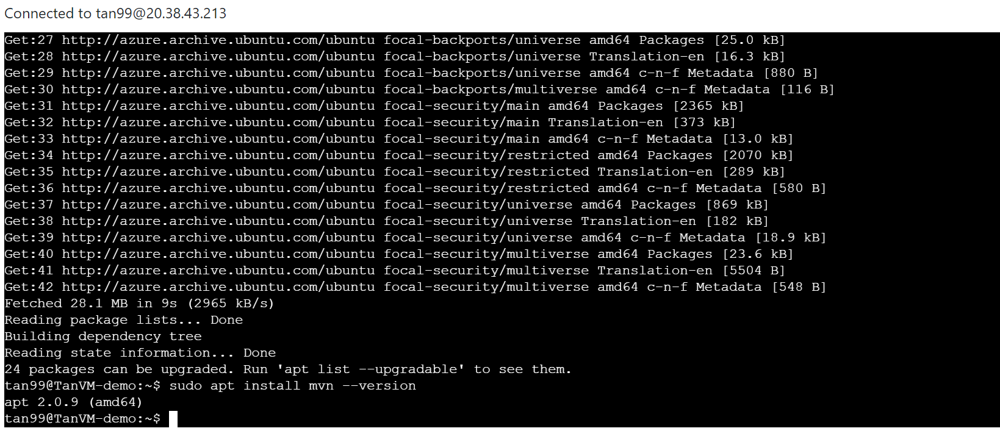 Connected to tan99@20.38.43.213
Get:27 http://azure.archive.ubuntu.com/ubuntu focal-backports/universe amd64 Packages [25.0 kB]
Get:28 http://azure.archive.ubuntu.com/ubuntu focal-backports/universe Translation-en [16.3 kB]
Get:29 http://azure.archive.ubuntu.com/ubuntu focal-backports/universe amd64 c-n-f Metadata [880 B]
Get:30 http://azure.archive.ubuntu.com/ubuntu focal-backports/multiverse amd64 c-n-f Metadata [116 B]
Get:31 http://azure.archive.ubuntu.com/ubuntu focal-security/main amd64 Packages [2365 kB]
Get:32 http://azure.archive.ubuntu.com/ubuntu focal-security/main Translation-en [373 kB]
Get:33 http://azure.archive.ubuntu.com/ubuntu focal-security/main amd64 c-n-f Metadata [13.0 kB]
Get:34 http://azure.archive.ubuntu.com/ubuntu focal-security/restricted amd64 Packages [2070 kB]
Get:35 http://azure.archive.ubuntu.com/ubuntu focal-security/restricted Translation-en [289 kB]
Get:36 http://azure.archive.ubuntu.com/ubuntu focal-security/restricted amd64 c-n-f Metadata [580 B]
Get:37 http://azure.archive.ubuntu.com/ubuntu focal-security/universe amd64 Packages [869 kB]
Get:38 http://azure.archive.ubuntu.com/ubuntu focal-security/universe Translation-en [182 kB]
Get:39 http://azure.archive.ubuntu.com/ubuntu focal-security/universe amd64 c-n-f Metadata [18.9 kB]
Get:40 http://azure.archive.ubuntu.com/ubuntu focal-security/multiverse amd64 Packages [23.6 kB]
Get:41 http://azure.archive.ubuntu.com/ubuntu focal-security/multiverse Translation-en [5504 B]
Get:42 http://azure.archive.ubuntu.com/ubuntu focal-security/multiverse amd64 c-n-f Metadata [548 B]
Fetched 28.1 MB in 9s (2965 kB/s)
Reading package lists... Done
Building dependency tree
Reading state information... Done
24 packages can be upgraded. Run 'apt list --upgradable' to see them.
tan99@TanVM-demo:~$ sudo apt install mvn --version
apt 2.0.9 (amd64)
tan99@TanVM-demo:~$